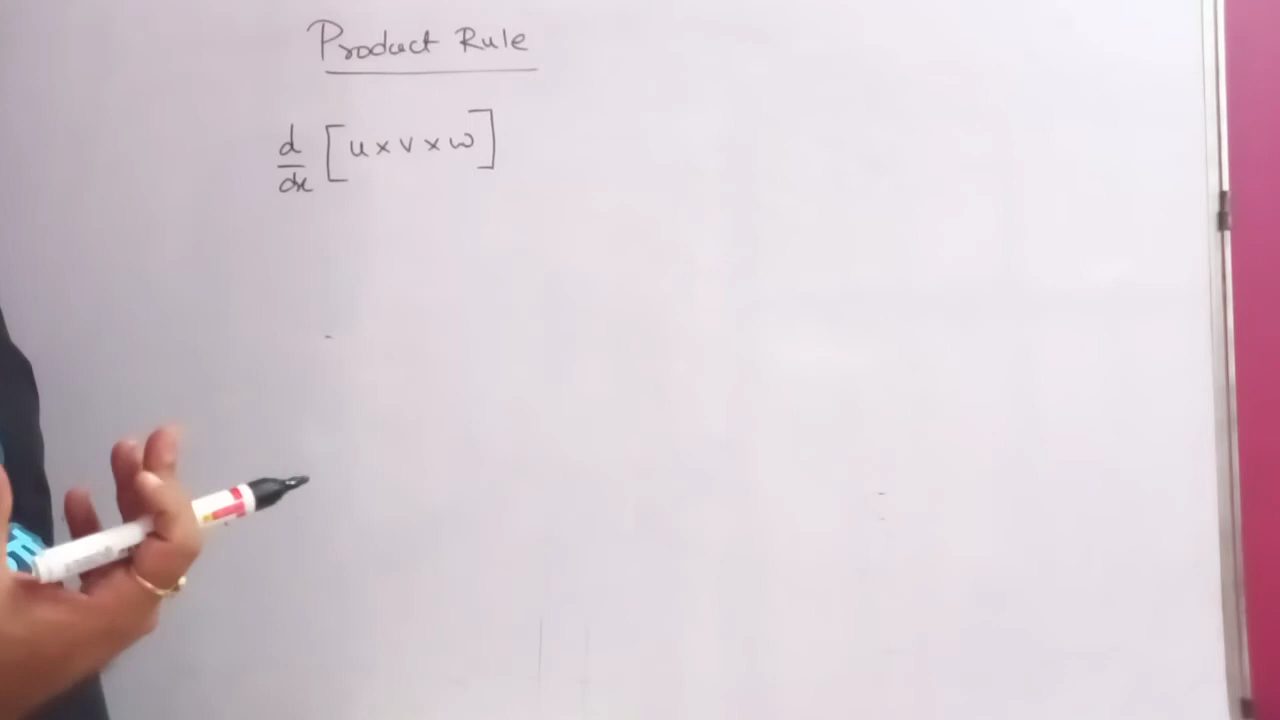 Product Rule
d/dx [u × v × w]